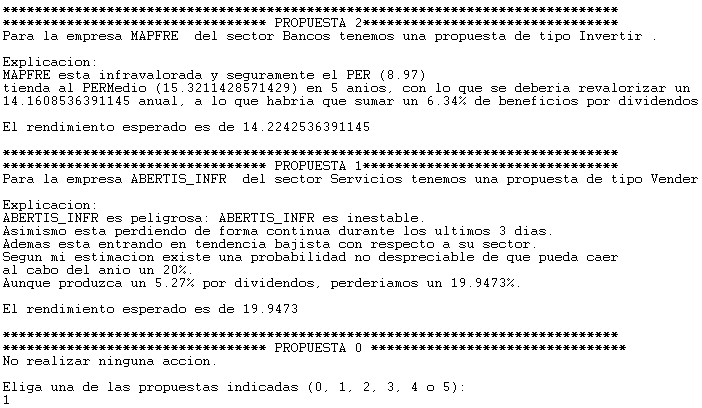 *****************************************************************************
********************************* PROPUESTA 2********************************
Para la empresa MAPFRE  del sector Bancos tenemos una propuesta de tipo Invertir .
Explicacion:
MAPFRE esta infravalorada y seguramente el PER (8.97)
tienda al PERMedio (15.3211428571429) en 5 anios, con lo que se deberia revalorizar un
14.1608536391145 anual, a lo que habria que sumar un 6.34% de beneficios por dividendos
El rendimiento esperado es de 14.2242536391145
*****************************************************************************
********************************* PROPUESTA 1********************************
Para la empresa ABERTIS_INFR  del sector Servicios tenemos una propuesta de tipo Vender
Explicacion:
ABERTIS_INFR es peligrosa: ABERTIS_INFR es inestable.
Asimismo esta perdiendo de forma continua durante los ultimos 3 dias.
Ademas esta entrando en tendencia bajista con respecto a su sector.
Segun mi estimacion existe una probabilidad no despreciable de que pueda caer
al cabo del anio un 20%.
Aunque produzca un 5.27% por dividendos, perderiamos un 19.9473%.
El rendimiento esperado es de 19.9473
*****************************************************************************
********************************* PROPUESTA 0 ********************************
No realizar ninguna accion.
Eliga una de las propuestas indicadas (0, 1, 2, 3, 4 o 5):
1